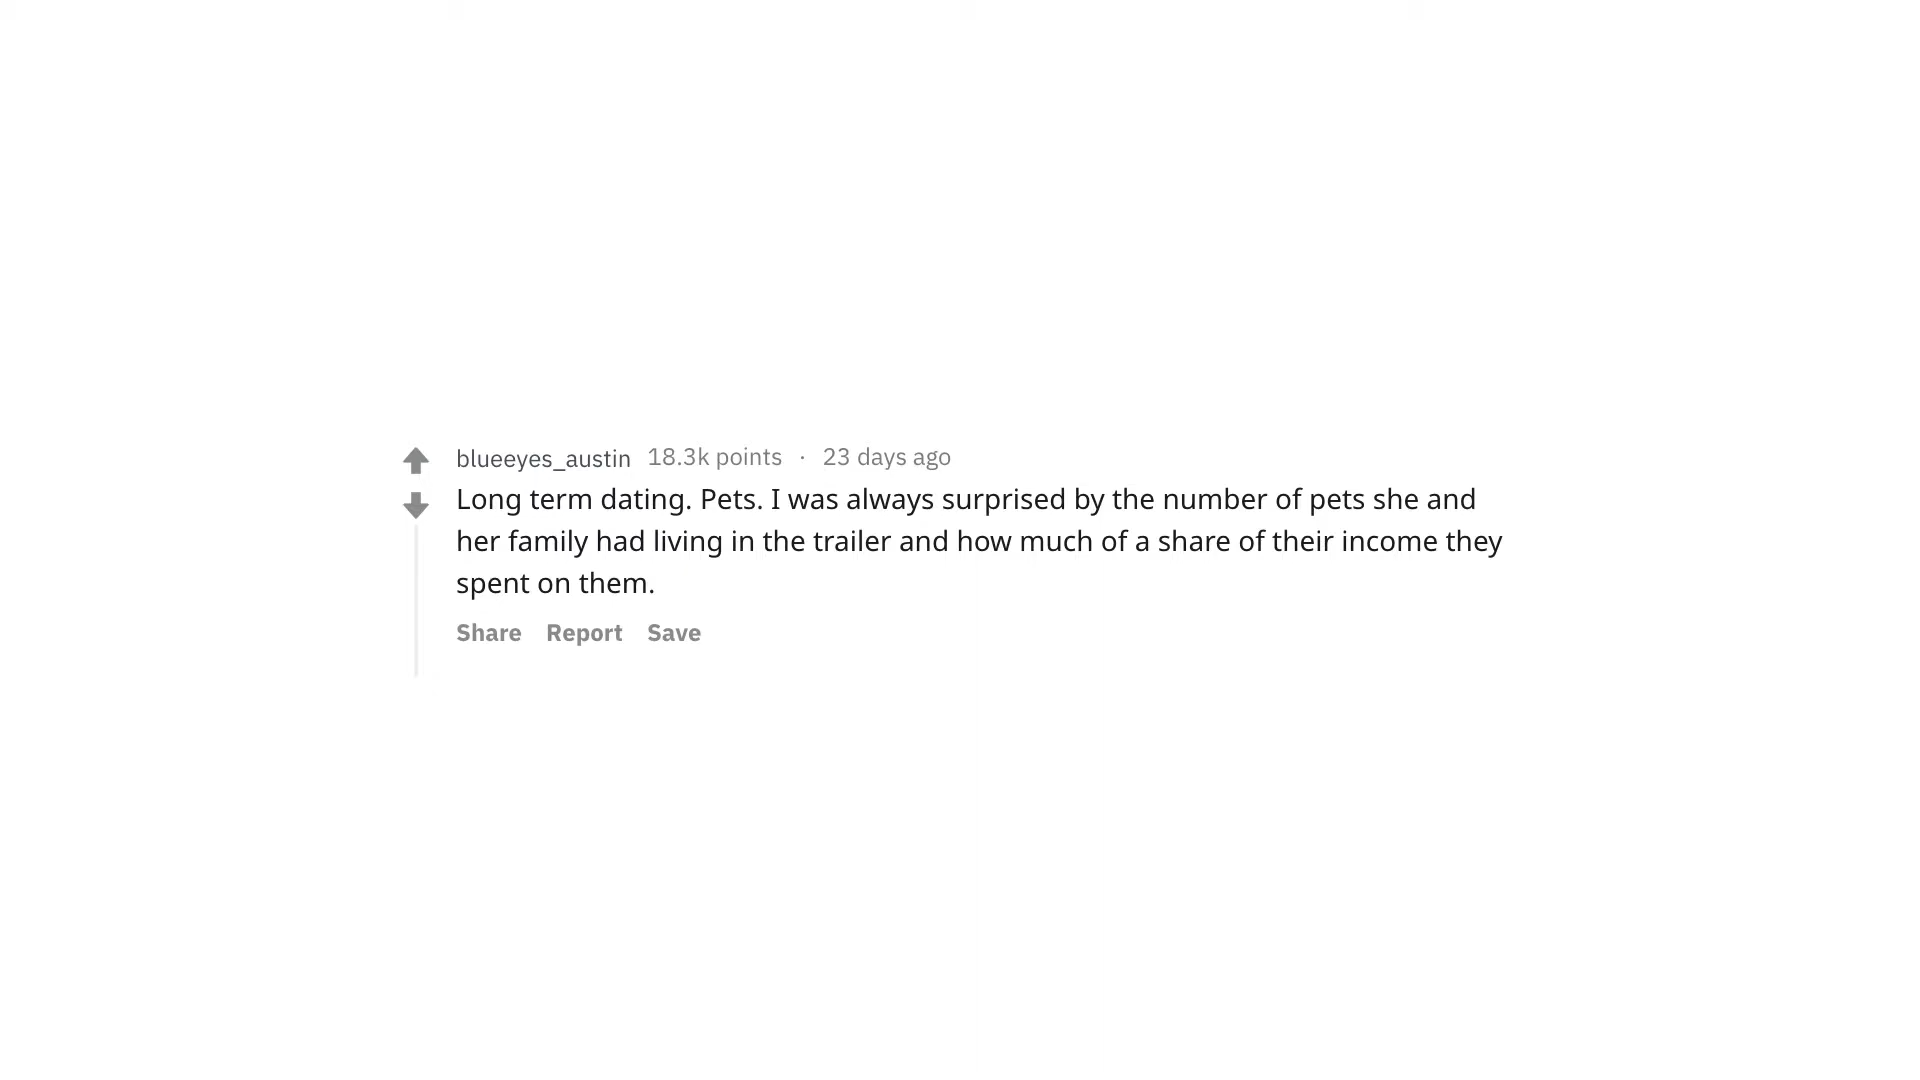 blueeyes_austin 18.3k points · 23 days ago
Long term dating. Pets. I was always surprised by the number of pets she and
her family had living in the trailer and how much of a share of their income they
spent on them.
Share Report Save